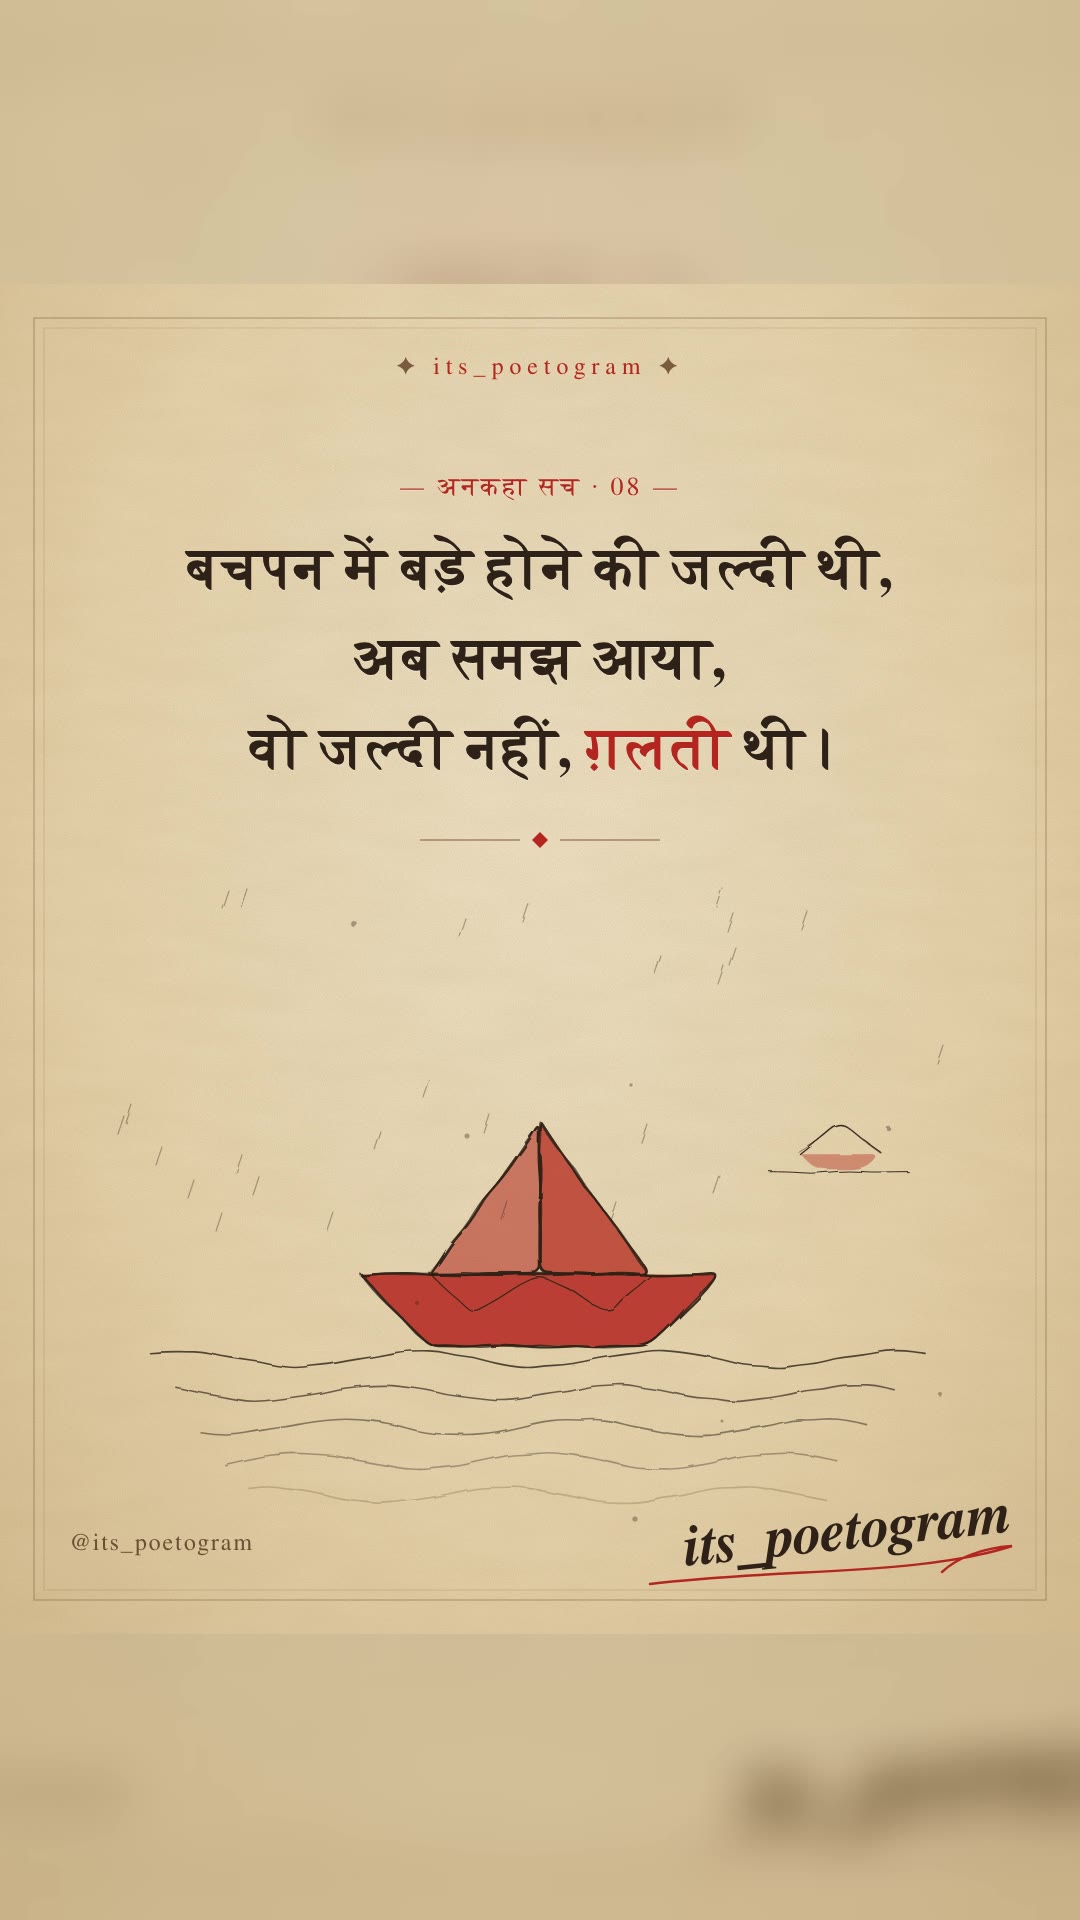 ✦ its_poetogram ✦
— अनकहा सच · 08 —
बचपन में बड़े होने की जल्दी थी,
अब समझ आया,
वो जल्दी नहीं, ग़लती थी।
@its_poetogram
its_poetogram